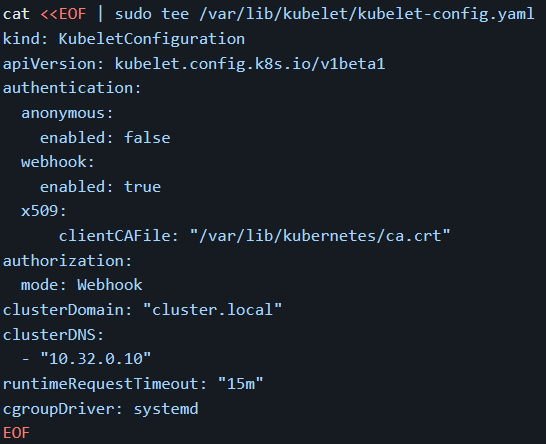 cat <<EOF | sudo tee /var/lib/kubelet/kubelet-config.yaml
kind: KubeletConfiguration
apiVersion: kubelet.config.k8s.io/v1beta1
authentication:
  anonymous:
    enabled: false
  webhook:
    enabled: true
  x509:
      clientCAFile: "/var/lib/kubernetes/ca.crt"
authorization:
  mode: Webhook
clusterDomain: "cluster.local"
clusterDNS:
  - "10.32.0.10"
runtimeRequestTimeout: "15m"
cgroupDriver: systemd
EOF